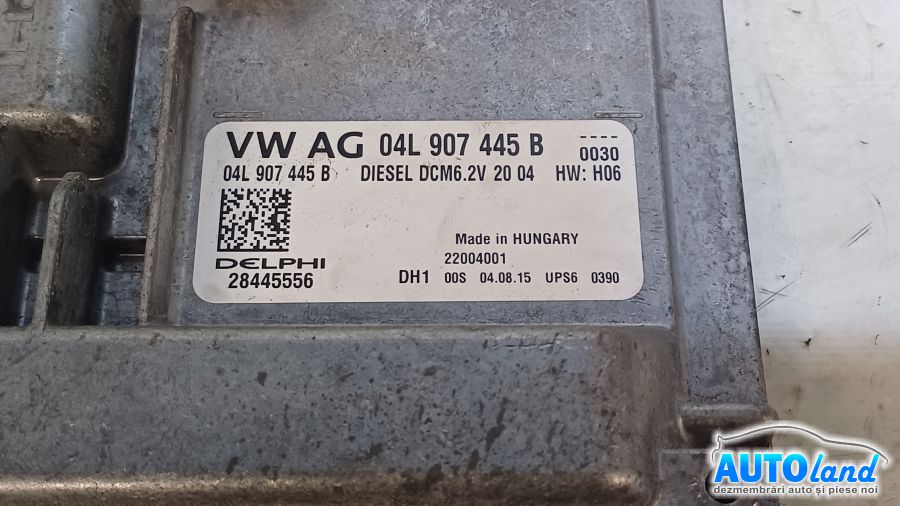 VW AG 04L 907 445 B
0030
04L 907 445 B DIESEL DCM6.2V 20 04 HW: H06
Made in HUNGARY
DELPHI 22004001
28445556 DH1 00S 04.08.15 UPS6 0390
AUTOland
dezmembrări auto și piese noi